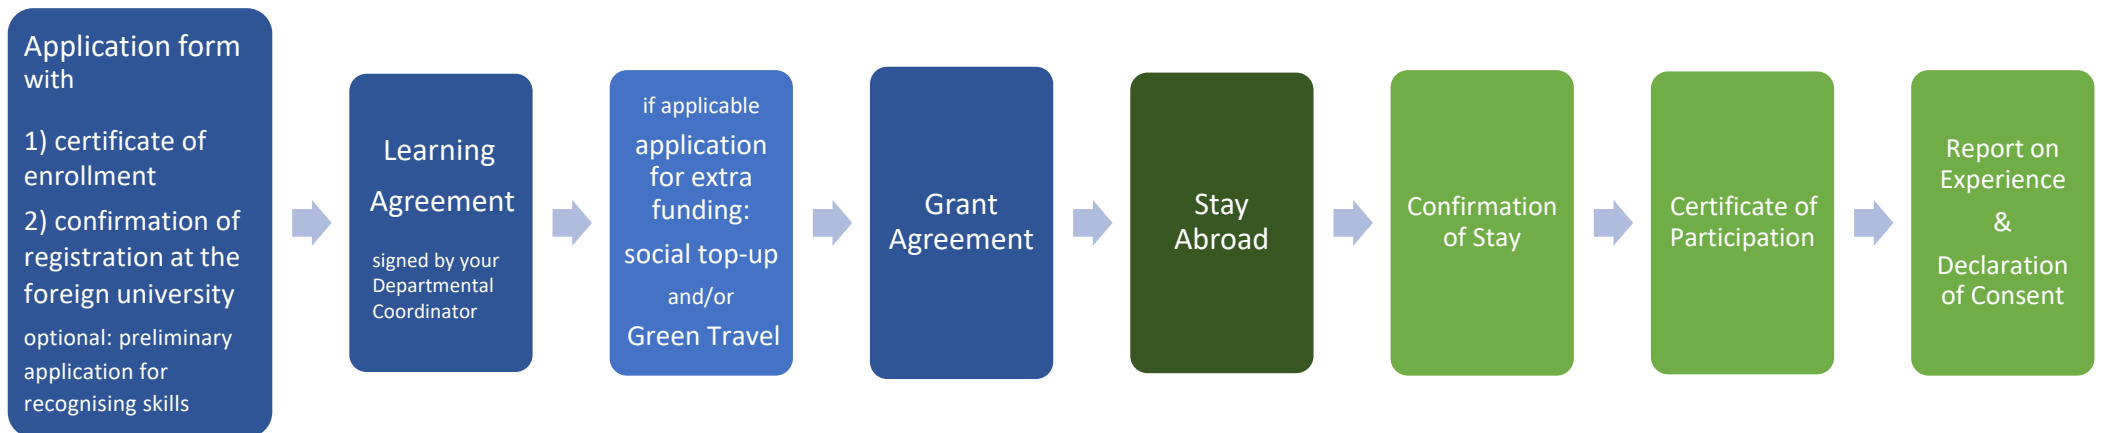 Application form
with
1) certificate of
enrollment
2) confirmation of
registration at the
foreign university
optional: preliminary
application for
recognising skills
Learning
Agreement
signed by your
Departmental
Coordinator
if applicable
application
for extra
funding:
social top-up
and/or
Green Travel
Grant
Agreement
Stay
Abroad
Confirmation
of Stay
Certificate of
Participation
Report on
Experience
&
Declaration
of Consent